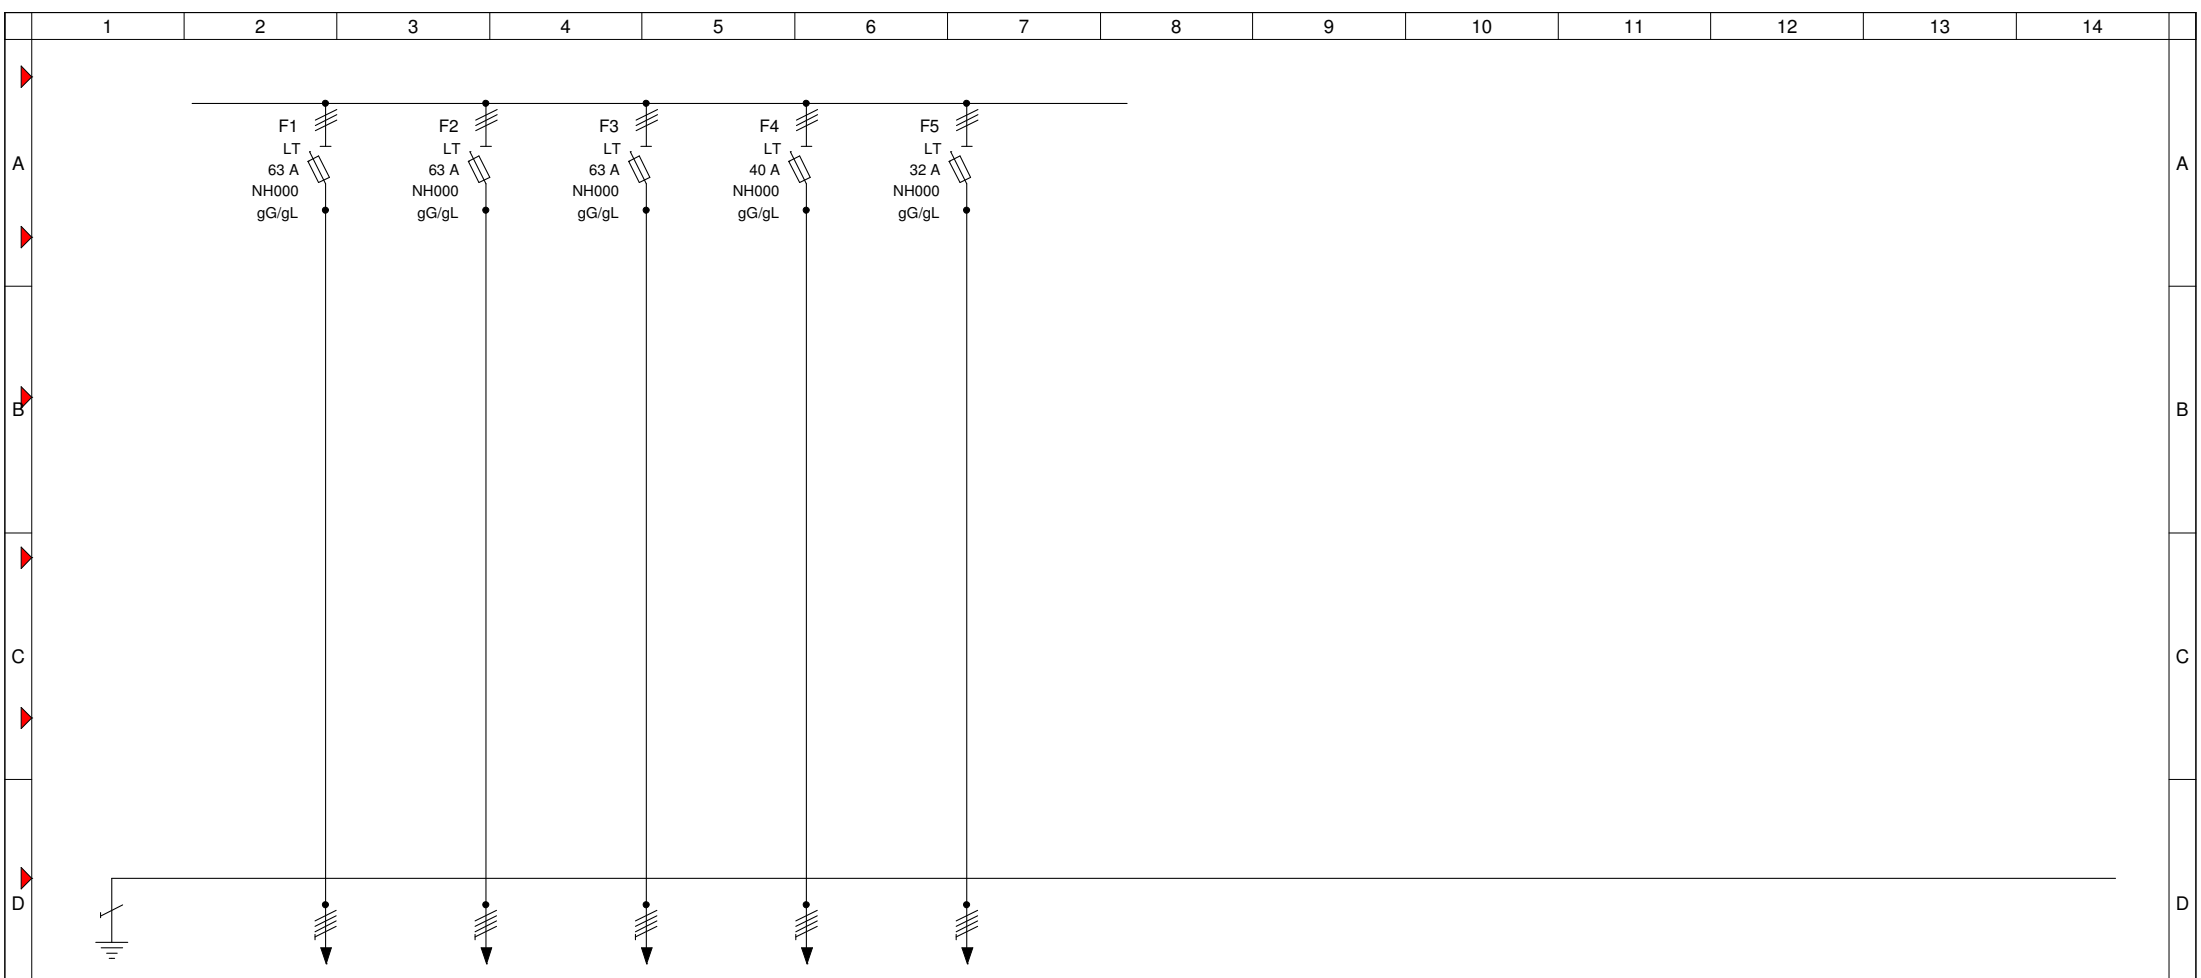 1 2 3 4 5 6 7 8 9 10 11 12 13 14
F1 F2 F3 F4 F5
LT LT LT LT LT
A 63 A 63 A 63 A 40 A 32 A A
NH000 NH000 NH000 NH000 NH000
gG/gL gG/gL gG/gL gG/gL gG/gL
B B
C C
D D